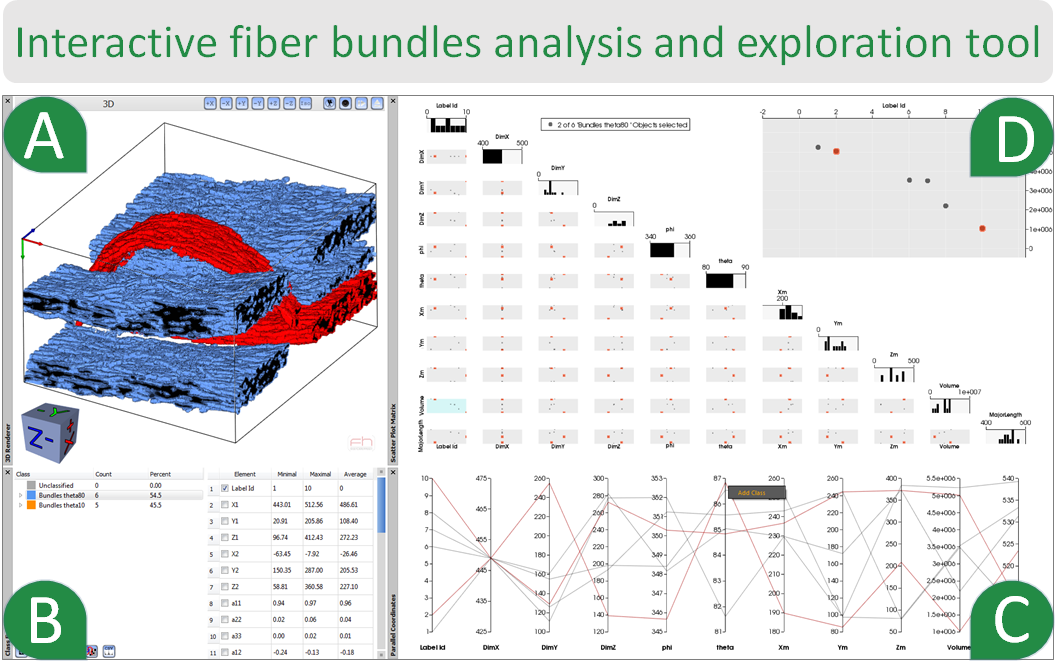 Interactive fiber bundles analysis and exploration tool
A
3D
+X -X +Y -Y +Z -Z
3D Renderer
Z- -Y
Class Count Percent
Unclassified 0 0.00
Bundles theta80 6 54.5
Bundles theta10 5 45.5
B
Element Minimal Maximal Average
1 Label Id 1 10 0
2 X1 443.01 512.56 486.61
3 Y1 20.91 205.86 108.40
4 Z1 96.74 412.43 272.23
5 X2 -63.45 -7.92 -26.46
6 Y2 150.35 287.00 205.53
7 Z2 58.81 360.58 227.10
8 a11 0.94 0.97 0.96
9 a22 0.02 0.06 0.04
10 a33 0.00 0.02 0.01
11 a12 -0.24 -0.13 -0.18
Scatter Plot Matrix
Label Id
0 10
DimX
400 500
DimY
0
DimZ
0
phi
340 360
theta
80 90
Xm
200
Ym
0
Zm
0 500
Volume
0 1e+007
MajorLength
400 500
DimX
DimY
DimZ
phi
theta
Xm
Ym
Zm
Volume
MajorLength
Label Id DimX DimY DimZ phi theta Xm Ym Zm Volume
2 of 6 'Bundles theta80 ' Objects selected
Label Id
-2 0 2 4 6 8
D
4e+006
3e+006
2e+006
1e+006
0
Parallel Coordinates
10 9 8 7 6 5 4 3 2 1
Label Id
475 465 455 445 435 425
DimX
260 240 220 200 180 160 140 120 100
DimY
300 280 260 240 220 200 180 160 140 120
DimZ
353 352 351 350 349 348 347 346 345
phi
87 86 85 84 83 82 81
theta
Add Class
260 240 230 220 210 200 190 180
Xm
260 240 220 200 180 160 140 120 100 80
Ym
400 350 300 250 200 150 100 50
Zm
5.5e+006 5e+006 4.5e+006 4e+006 3.5e+006 3e+006 2.5e+006 2e+006 1.5e+006 1e+006
Volume
540 535 530 525 520 515
C